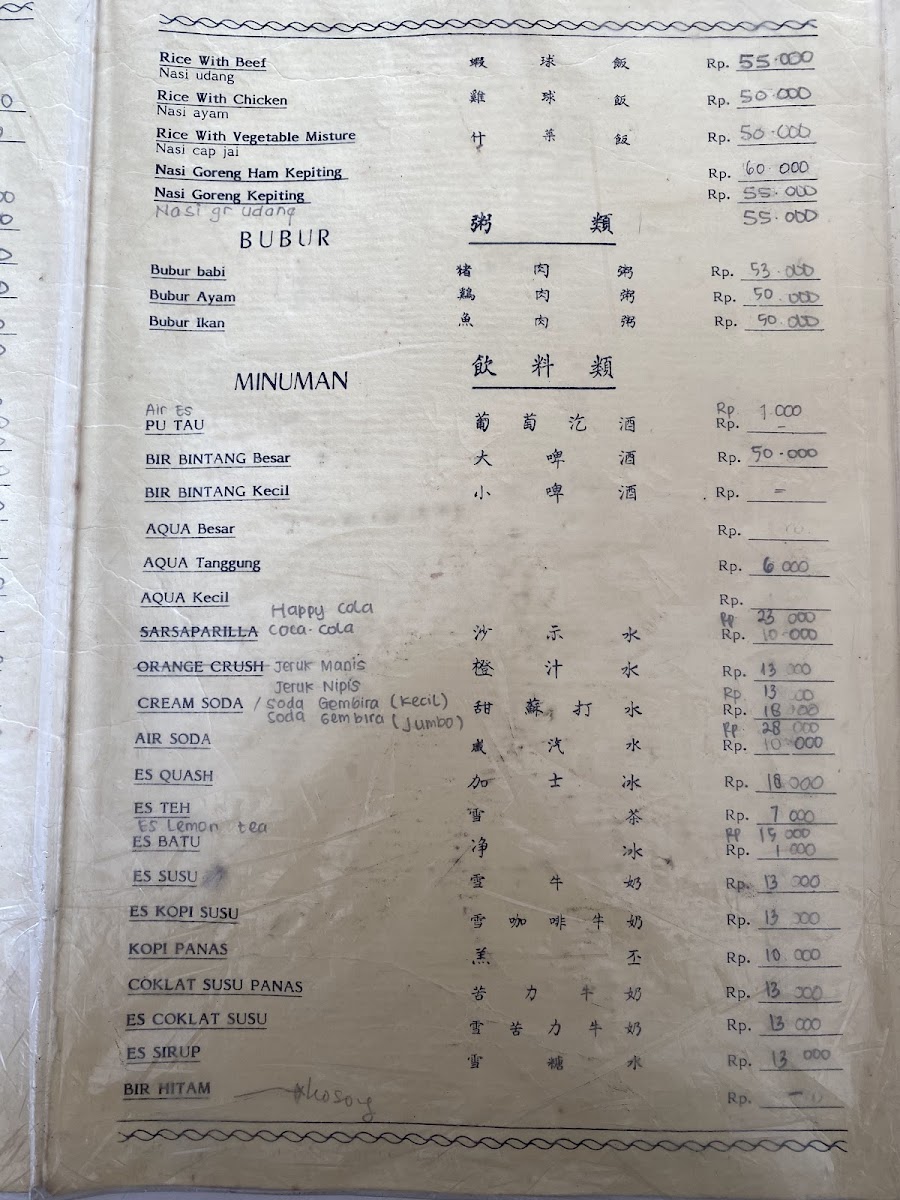 Rice With Beef 蝦 球 飯 Rp. 55.000
Nasi udang
Rice With Chicken 雞 球 飯 Rp. 50.000
Nasi ayam
Rice With Vegetable Misture 什 菜 飯 Rp. 50.000
Nasi cap jai
Nasi Goreng Ham Kepiting Rp. 60.000
Nasi Goreng Kepiting Rp. 55.000
Nasi gr udang 55.000
BUBUR 粥 類
Bubur babi 猪 肉 粥 Rp. 53.000
Bubur Ayam 鷄 肉 粥 Rp. 50.000
Bubur Ikan 魚 肉 粥 Rp. 50.000
MINUMAN 飲 料 類
Air Es Rp 1.000
PU TAU 葡 萄 汽 酒 Rp. -
BIR BINTANG Besar 大 啤 酒 Rp. 50.000
BIR BINTANG Kecil 小 啤 酒 Rp. -
AQUA Besar Rp.
AQUA Tanggung Rp. 6 000
AQUA Kecil Rp.
Happy cola Rp 23 000
SARSAPARILLA coca-cola 沙 示 水 Rp. 10-000
ORANGE CRUSH - Jeruk Manis 橙 汁 水 Rp. 13 000
Jeruk Nipis Rp. 13 000
CREAM SODA / Soda Gembira (Kecil) 甜 蘇 打 水 Rp. 18 000
Soda Gembira (Jumbo) Rp 28 000
AIR SODA 咸 汽 水 Rp. 10 000
ES QUASH 加 士 冰 Rp. 18 000
ES TEH 雪 茶 Rp. 7 000
Es Lemon tea Rp 15 000
ES BATU 净 冰 Rp. 1 000
ES SUSU 雪 牛 奶 Rp. 13 000
ES KOPI SUSU 雪 咖 啡 牛 奶 Rp. 13 000
KOPI PANAS Rp. 10.000
COKLAT SUSU PANAS 苦 力 牛 奶 Rp. 13 000
ES COKLAT SUSU 雪 苦 力 牛 奶 Rp. 13 000
ES SIRUP 雪 糖 水 Rp. 13 000
BIR HITAM kosong Rp. -